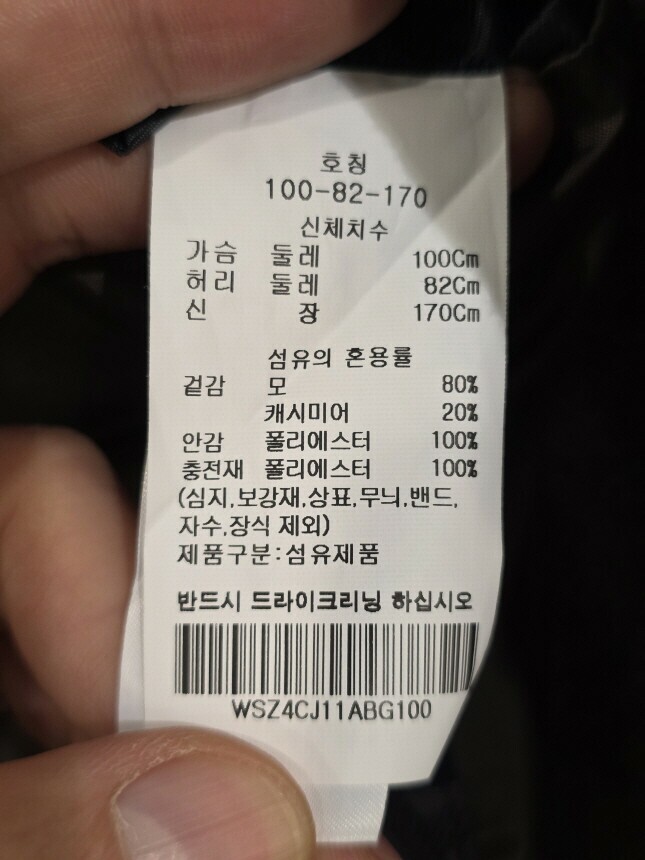 호칭
100-82-170
신체치수
가슴 둘레 100Cm
허리 둘레 82Cm
신 장 170Cm
섬유의 혼용률
겉감 모 80%
캐시미어 20%
안감 폴리에스터 100%
충전재 폴리에스터 100%
(심지,보강재,상표,무늬,밴드,
자수,장식 제외)
제품구분:섬유제품
반드시 드라이크리닝 하십시오
WSZ4CJ11ABG100